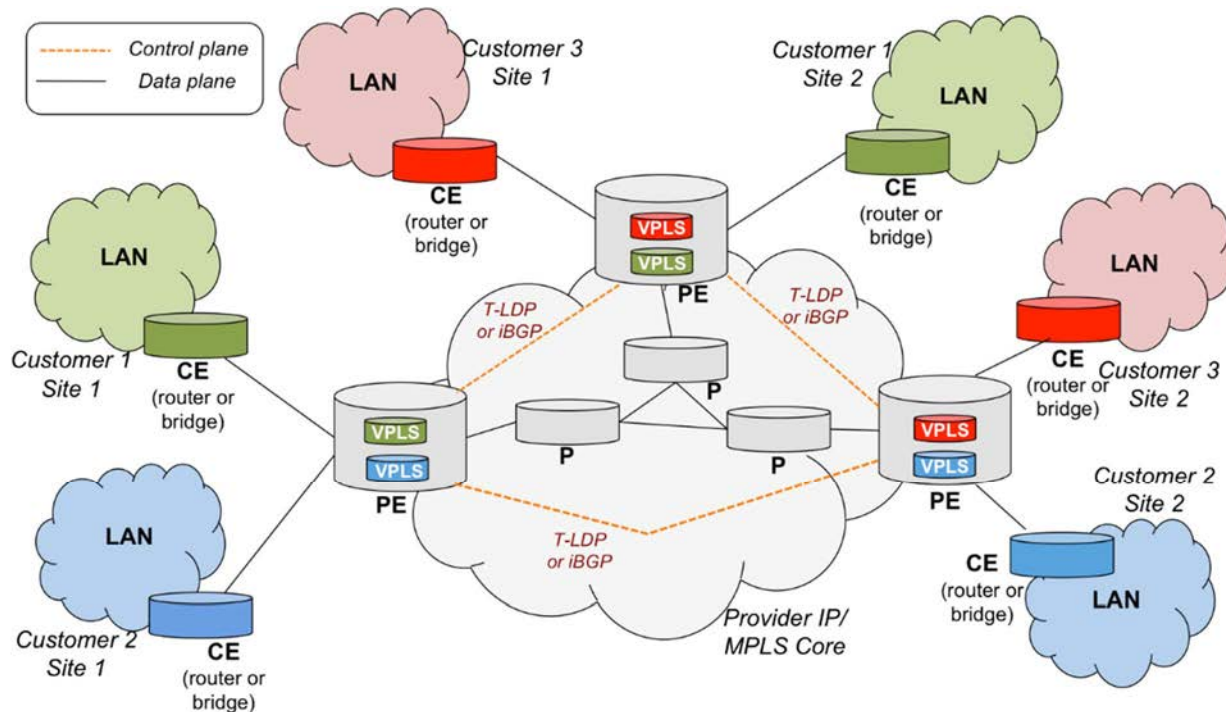 Control plane
Data plane
LAN
Customer 3
Site 1
CE
(router or
bridge)
Customer 1
Site 2
LAN
CE
(router or
bridge)
VPLS
VPLS
PE
LAN
Customer 1
Site 1
CE
(router or
bridge)
T-LDP
or iBGP
T-LDP
or iBGP
LAN
CE
(router or
bridge)
Customer 3
Site 2
P
P
P
VPLS
VPLS
PE
VPLS
VPLS
PE
T-LDP
or iBGP
Provider IP/
MPLS Core
LAN
Customer 2
Site 1
CE
(router or
bridge)
Customer 2
Site 2
CE
(router or
bridge)
LAN